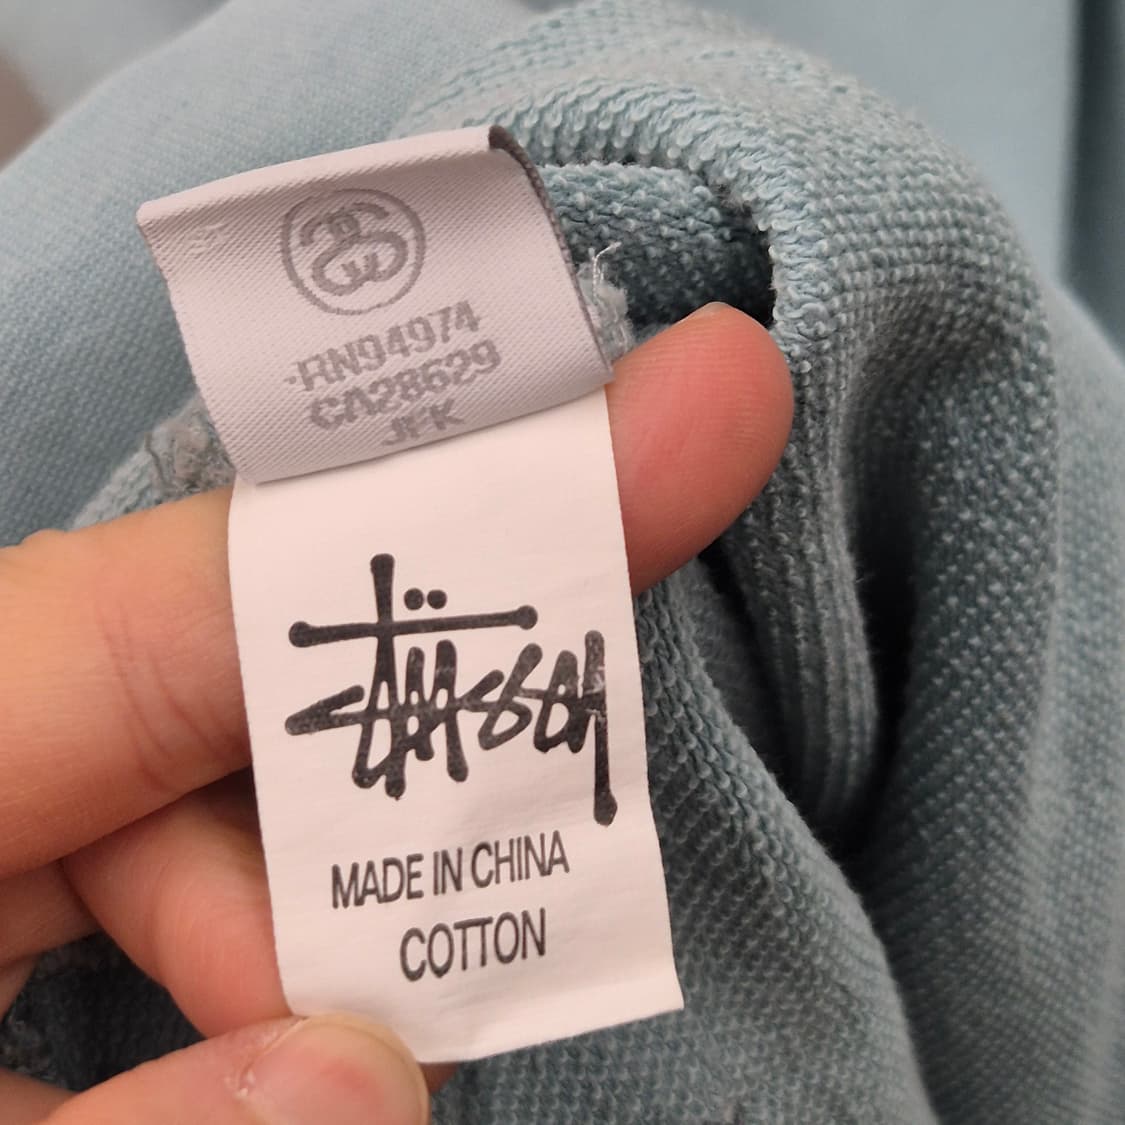 RN94974
CA28629
JFK
Stüssy
MADE IN CHINA
COTTON